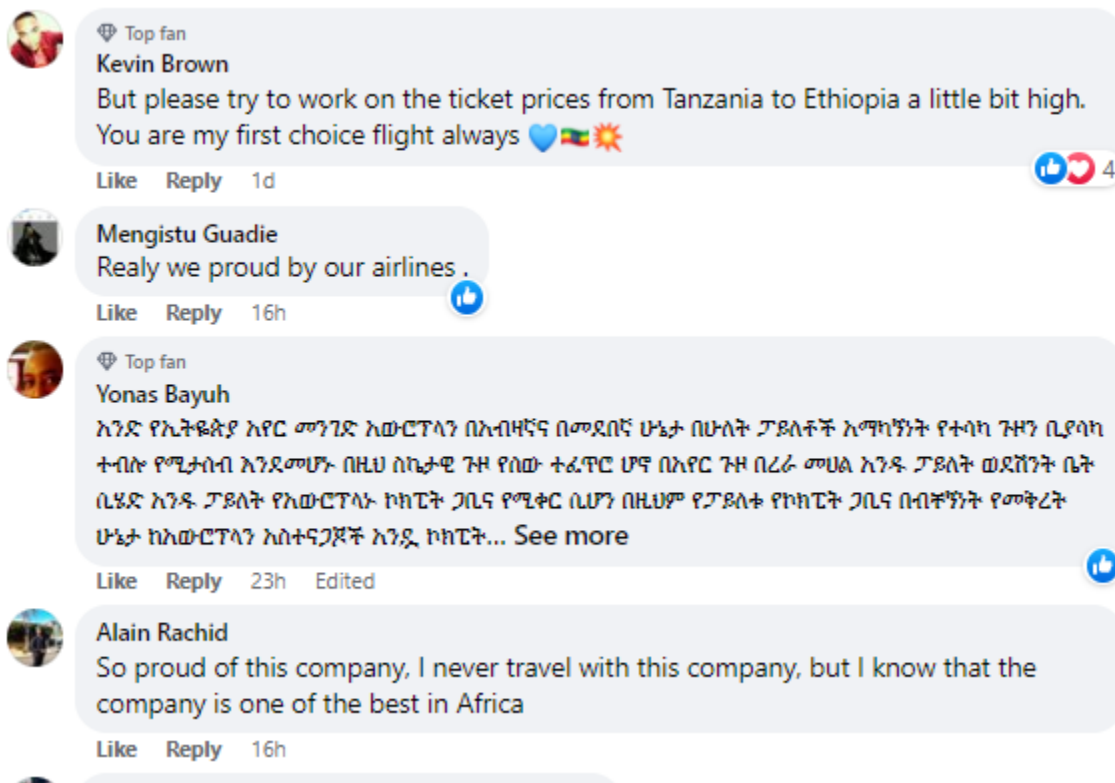 Top fan
Kevin Brown
But please try to work on the ticket prices from Tanzania to Ethiopia a little bit high.
You are my first choice flight always 💙🇪🇹💥
Like Reply 1d
4
Mengistu Guadie
Realy we proud by our airlines .
Like Reply 16h
Top fan
Yonas Bayuh
አንድ የኢትዬጵያ አየር መንገድ አውሮፕላን በአብዛኛና በመደበኛ ሁኔታ በሁለት ፓይለቶች አማካኝነት የተሳካ ጉዞን ቢያሳካ
ተብሎ የሚታሰብ እንደመሆኑ በዚህ ስኬታዊ ጉዞ የሰው ተፈጥሮ ሆኖ በአየር ጉዞ በረራ መሀል አንዱ ፓይለት ወደሽንት ቤት
ሲሄድ አንዱ ፓይለት የአውሮፕላኑ ኮክፒት ጋቢና የሚቀር ሲሆን በዚህም የፓይለቱ የኮክፒት ጋቢና በብቸኝነት የመቅረት
ሁኔታ ከአውሮፕላን አስተናጋጆች አንዷ ኮክፒት... See more
Like Reply 23h Edited
Alain Rachid
So proud of this company, I never travel with this company, but I know that the
company is one of the best in Africa
Like Reply 16h